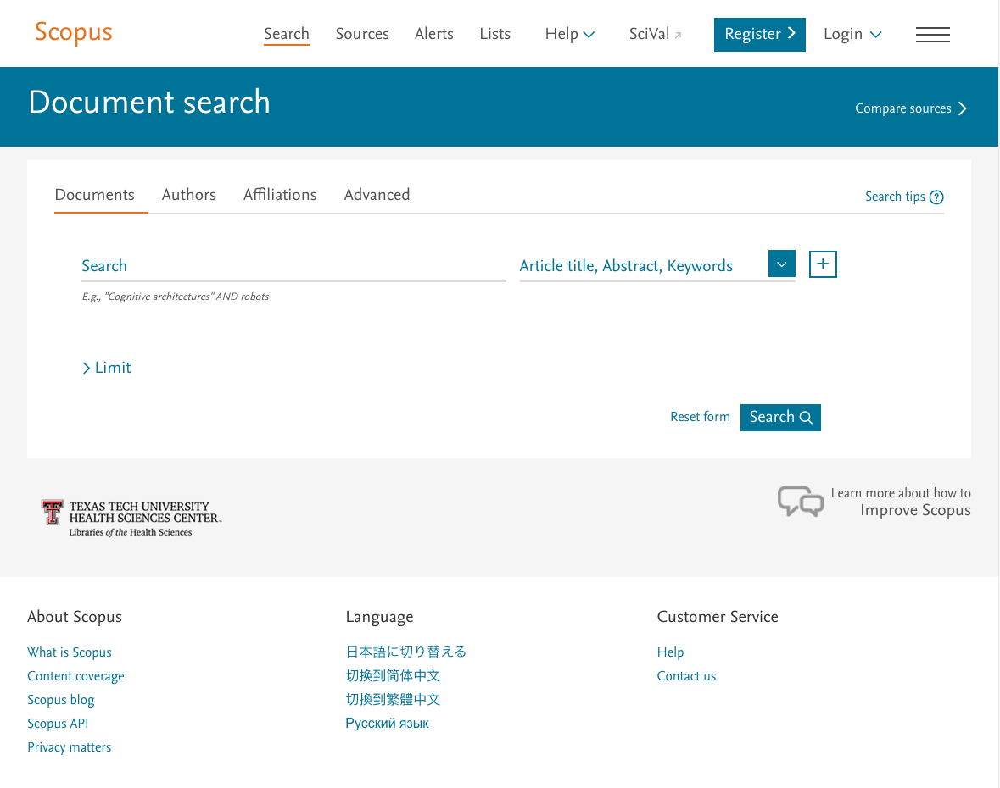 Scopus
Search Sources Alerts Lists Help SciVal Register Login
Document search
Compare sources
Documents Authors Affiliations Advanced
Search tips
Search
Article title, Abstract, Keywords
E.g., "Cognitive architectures" AND robots
Limit
Reset form Search
TEXAS TECH UNIVERSITY
HEALTH SCIENCES CENTER™
Libraries of the Health Sciences
Learn more about how to
Improve Scopus
About Scopus
What is Scopus
Content coverage
Scopus blog
Scopus API
Privacy matters
Language
日本語に切り替える
切換到简体中文
切換到繁體中文
Русский язык
Customer Service
Help
Contact us